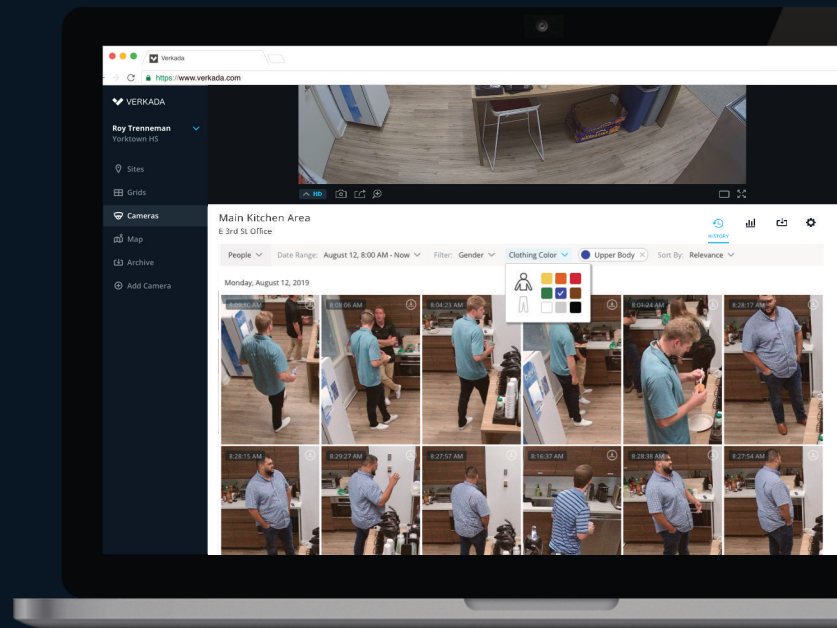 Verkada
https://www.verkada.com
VERKADA
Roy Trenneman
Yorktown HS
Sites
Grids
HD
Cameras
Main Kitchen Area
E 3rd St Office
HISTORY
Map
People Date Range: August 12, 8:00 AM - Now Filter: Gender Clothing Color Upper Body × Sort By: Relevance
Archive
Add Camera
Monday, August 12, 2019
8:08:06 AM 8:04:23 AM 8:01:24 AM 8:28:17 AM
8:28:15 AM 8:29:27 AM 8:27:57 AM 8:16:37 AM 8:28:38 AM 8:27:54 AM